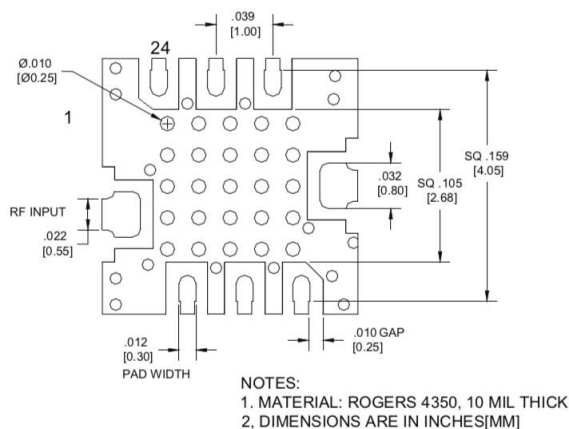 .039
[1.00]
24
Ø.010
[Ø0.25]
1
SQ .159
[4.05]
.032
[0.80]
SQ .105
[2.68]
RF INPUT
.022
[0.55]
.012
[0.30]
PAD WIDTH
.010 GAP
[0.25]
NOTES:
1. MATERIAL: ROGERS 4350, 10 MIL THICK
2, DIMENSIONS ARE IN INCHES[MM]